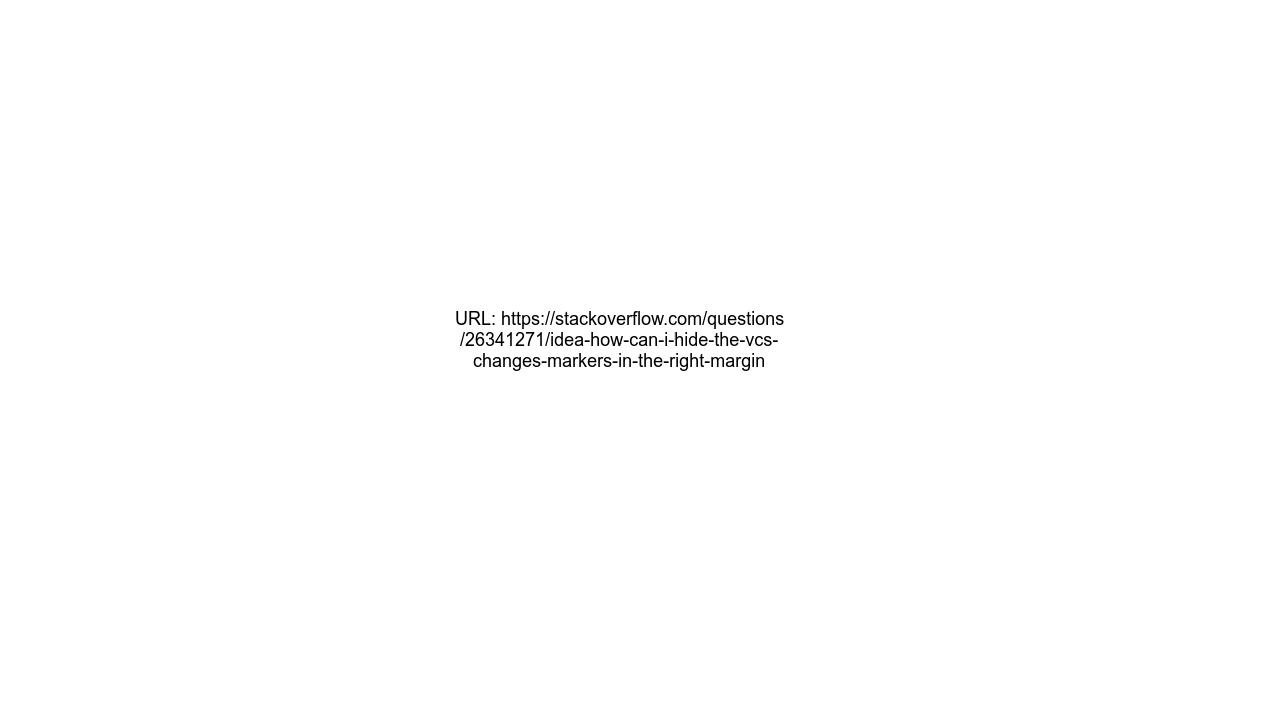 URL: https://stackoverflow.com/questions
/26341271/idea-how-can-i-hide-the-vcs-
changes-markers-in-the-right-margin